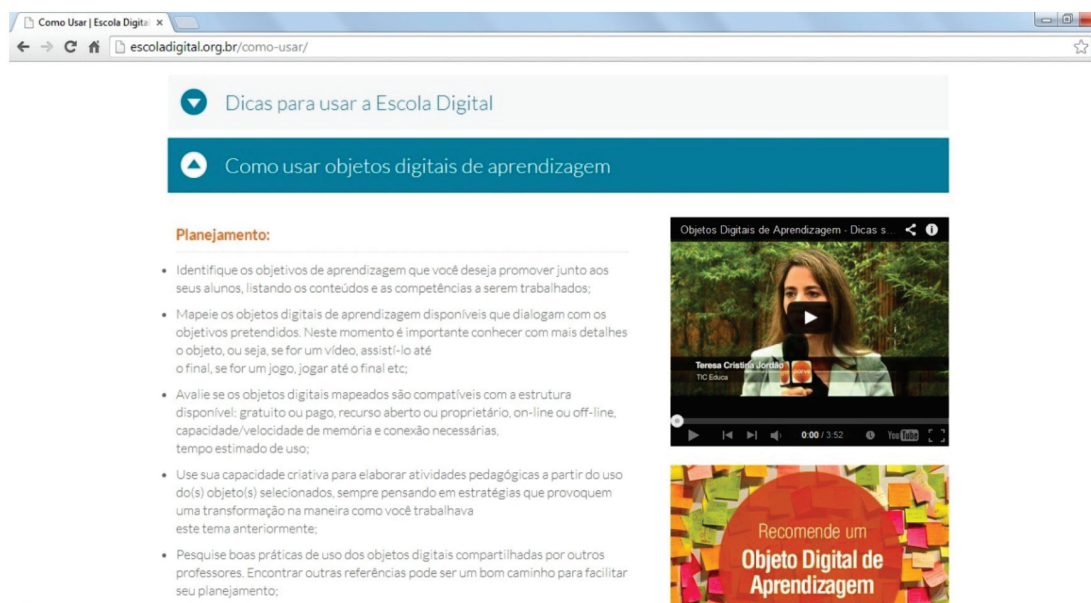 Como Usar | Escola Digita
escoladigital.org.br/como-usar/
Dicas para usar a Escola Digital
Como usar objetos digitais de aprendizagem
Planejamento:
• Identifique os objetivos de aprendizagem que você deseja promover junto aos
seus alunos, listando os conteúdos e as competências a serem trabalhados;
• Mapeie os objetos digitais de aprendizagem disponíveis que dialogam com os
objetivos pretendidos. Neste momento é importante conhecer com mais detalhes
o objeto, ou seja, se for um vídeo, assistí-lo até
o final, se for um jogo, jogar até o final etc;
• Avalie se os objetos digitais mapeados são compatíveis com a estrutura
disponível: gratuito ou pago, recurso aberto ou proprietário, on-line ou off-line,
capacidade/velocidade de memória e conexão necessárias,
tempo estimado de uso;
• Use sua capacidade criativa para elaborar atividades pedagógicas a partir do uso
do(s) objeto(s) selecionados, sempre pensando em estratégias que provoquem
uma transformação na maneira como você trabalhava
este tema anteriormente;
• Pesquise boas práticas de uso dos objetos digitais compartilhadas por outros
professores. Encontrar outras referências pode ser um bom caminho para facilitar
seu planejamento;
Objetos Digitais de Aprendizagem - Dicas s...
Teresa Cristina Jordão
TIC Educa
0:00 / 3:52
YouTube
Recomende um
Objeto Digital de
Aprendizagem